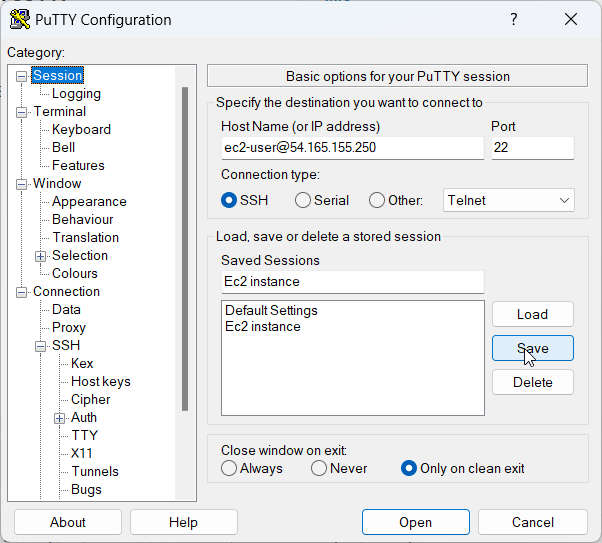 PuTTY Configuration
?
Category:
Session
Logging
Terminal
Keyboard
Bell
Features
Window
Appearance
Behaviour
Translation
Selection
Colours
Connection
Data
Proxy
SSH
Kex
Host keys
Cipher
Auth
TTY
X11
Tunnels
Bugs
Basic options for your PuTTY session
Specify the destination you want to connect to
Host Name (or IP address) Port
ec2-user@54.165.155.250 22
Connection type:
SSH Serial Other: Telnet
Load, save or delete a stored session
Saved Sessions
Ec2 instance
Default Settings
Ec2 instance
Load
Save
Delete
Close window on exit:
Always Never Only on clean exit
About Help Open Cancel